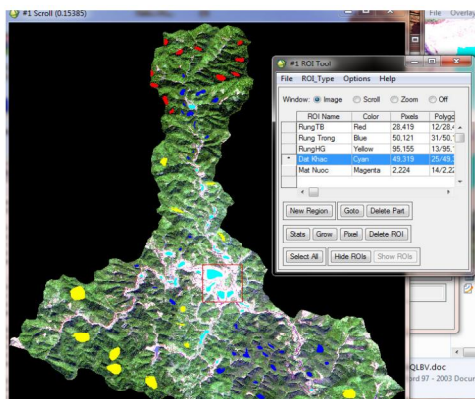 #1 Scroll (0.15385)
File Overlay
#1 ROI Tool
File ROI_Type Options Help
Window: Image Scroll Zoom Off
ROI Name Color Pixels Polygo
RungTB Red 28,419 12/28,4
Rung Trong Blue 50,121 31/50,1
RungHG Yellow 95,155 13/95,1
* Dat Khac Cyan 49,319 25/49,3
Mat Nuoc Magenta 2,224 14/2,22
New Region Goto Delete Part
Stats Grow Pixel Delete ROI
Select All Hide ROIs Show ROIs
QLBV.doc
ord 97 - 2003 Docum